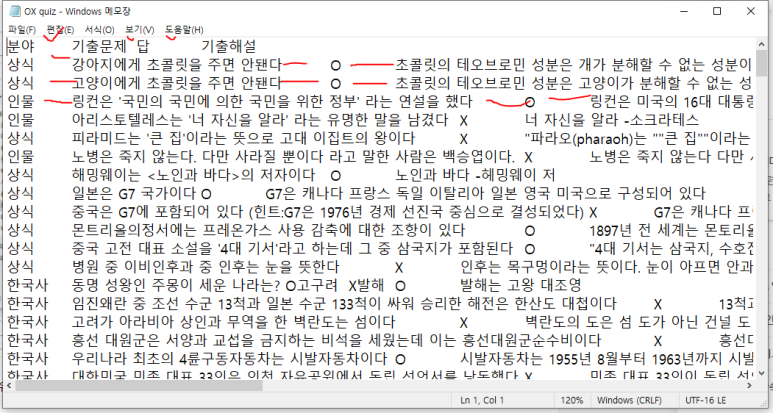 OX quiz - Windows 메모장
파일(F) 편집(E) 서식(O) 보기(V) 도움말(H)
분야 기출문제 답 기출해설
상식 강아지에게 초콜릿을 주면 안됀다 O 초콜릿의 테오브로민 성분은 개가 분해할 수 없는 성분이
상식 고양이에게 초콜릿을 주면 안됀다 O 초콜릿의 테오브로민 성분은 고양이가 분해할 수 없는 성
인물 링컨은 '국민의 국민에 의한 국민을 위한 정부' 라는 연설을 했다 O 링컨은 미국의 16대 대통령
인물 아리스토텔레스는 '너 자신을 알라' 라는 유명한 말을 남겼다 X 너 자신을 알라 -소크라테스
상식 피라미드는 '큰 집'이라는 뜻으로 고대 이집트의 왕이다 X "파라오(pharaoh)는 ""큰 집""이라는
인물 노병은 죽지 않는다. 다만 사라질 뿐이다 라고 말한 사람은 백승엽이다. X 노병은 죽지 않는다 다만 사
상식 헤밍웨이는 <노인과 바다>의 저자이다 O 노인과 바다 -헤밍웨이 저
상식 일본은 G7 국가이다 O G7은 캐나다 프랑스 독일 이탈리아 일본 영국 미국으로 구성되어 있다
상식 중국은 G7에 포함되어 있다 (힌트:G7은 1976년 경제 선진국 중심으로 결성되었다) X G7은 캐나다 프
상식 몬트리올의정서에는 프레온가스 사용 감축에 대한 조항이 있다 O 1897년 전 세계는 몬트리올
상식 중국 고전 대표 소설을 '4대 기서'라고 하는데 그 중 삼국지가 포함된다 O "4대 기서는 삼국지, 수호전
상식 병원 중 이비인후과 중 인후는 눈을 뜻한다 X 인후는 목구멍이라는 뜻이다. 눈이 아프면 안과
한국사 동명 성왕인 주몽이 세운 나라는? O고구려 X발해 O 발해는 고왕 대조영
한국사 임진왜란 중 조선 수군 13척과 일본 수군 133척이 싸워 승리한 해전은 한산도 대첩이다 X 13척과
한국사 고려가 아라비아 상인과 무역을 한 벽란도는 섬이다 X 벽란도의 도은 섬 도가 아닌 건널 도
한국사 흥선 대원군은 서양과 교섭을 금지하는 비석을 세웠는데 이는 흥선대원군순수비이다 X 흥선대
한국사 우리나라 최초의 4륜구동자동차는 시발자동차이다 O 시발자동차는 1955년 8월부터 1963년까지 시발
한국사 대한민국 민족 대표 33인은 인천 자유공원에서 독립 선언서를 낭독했다 X 민족 대표 33인이 독립 선언
Ln 1, Col 1 120% Windows (CRLF) UTF-16 LE